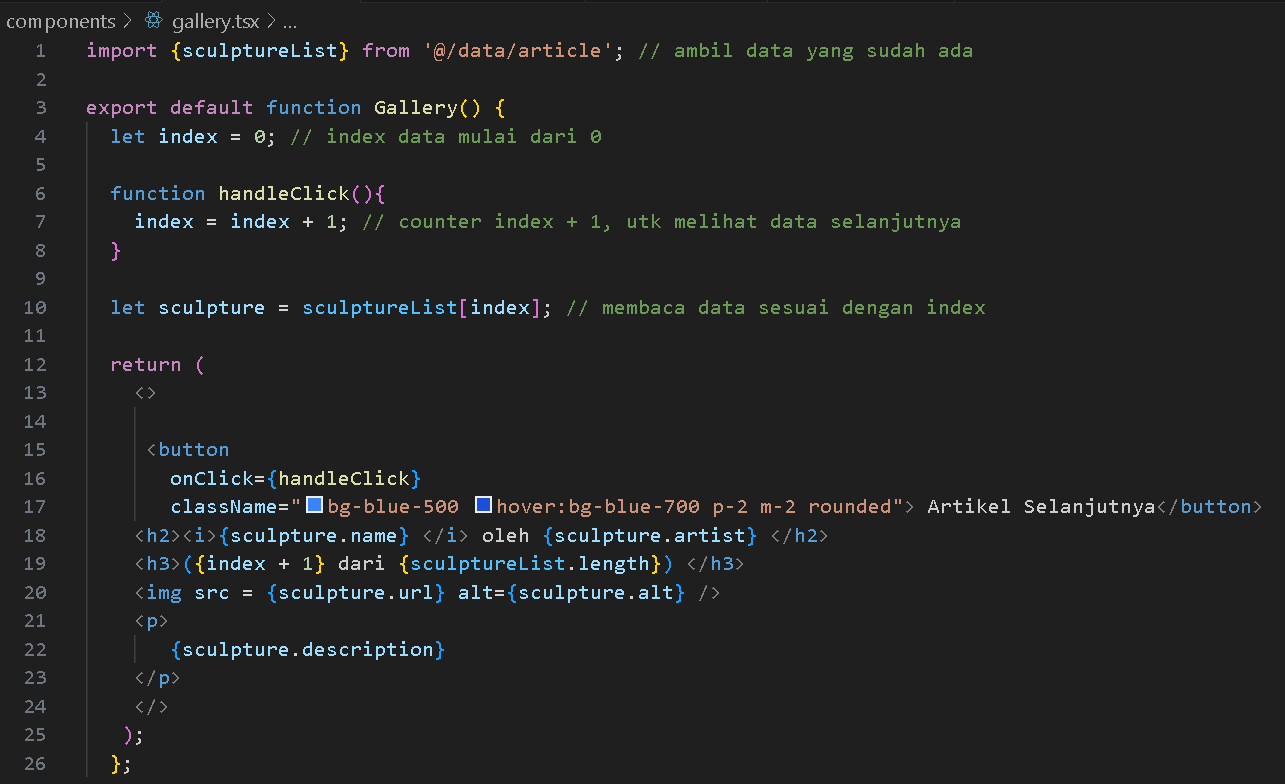 components > gallery.tsx > ...
1 import {sculptureList} from '@/data/article'; // ambil data yang sudah ada
2
3 export default function Gallery() {
4 let index = 0; // index data mulai dari 0
5
6 function handleClick(){
7 index = index + 1; // counter index + 1, utk melihat data selanjutnya
8 }
9
10 let sculpture = sculptureList[index]; // membaca data sesuai dengan index
11
12 return (
13 <>
14
15 <button
16 onClick={handleClick}
17 className="bg-blue-500 hover:bg-blue-700 p-2 m-2 rounded"> Artikel Selanjutnya</button>
18 <h2><i>{sculpture.name} </i> oleh {sculpture.artist} </h2>
19 <h3>({index + 1} dari {sculptureList.length}) </h3>
20 <img src = {sculpture.url} alt={sculpture.alt} />
21 <p>
22 {sculpture.description}
23 </p>
24 </>
25 );
26 };